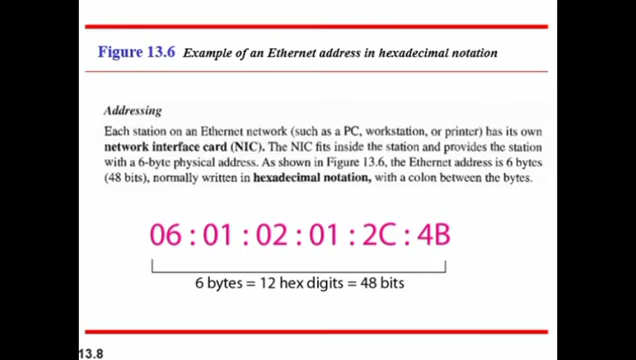 Figure 13.6 Example of an Ethernet address in hexadecimal notation
Addressing
Each station on an Ethernet network (such as a PC, workstation, or printer) has its own
network interface card (NIC). The NIC fits inside the station and provides the station
with a 6-byte physical address. As shown in Figure 13.6, the Ethernet address is 6 bytes
(48 bits), normally written in hexadecimal notation, with a colon between the bytes.
06 : 01 : 02 : 01 : 2C : 4B
6 bytes = 12 hex digits = 48 bits
13.8